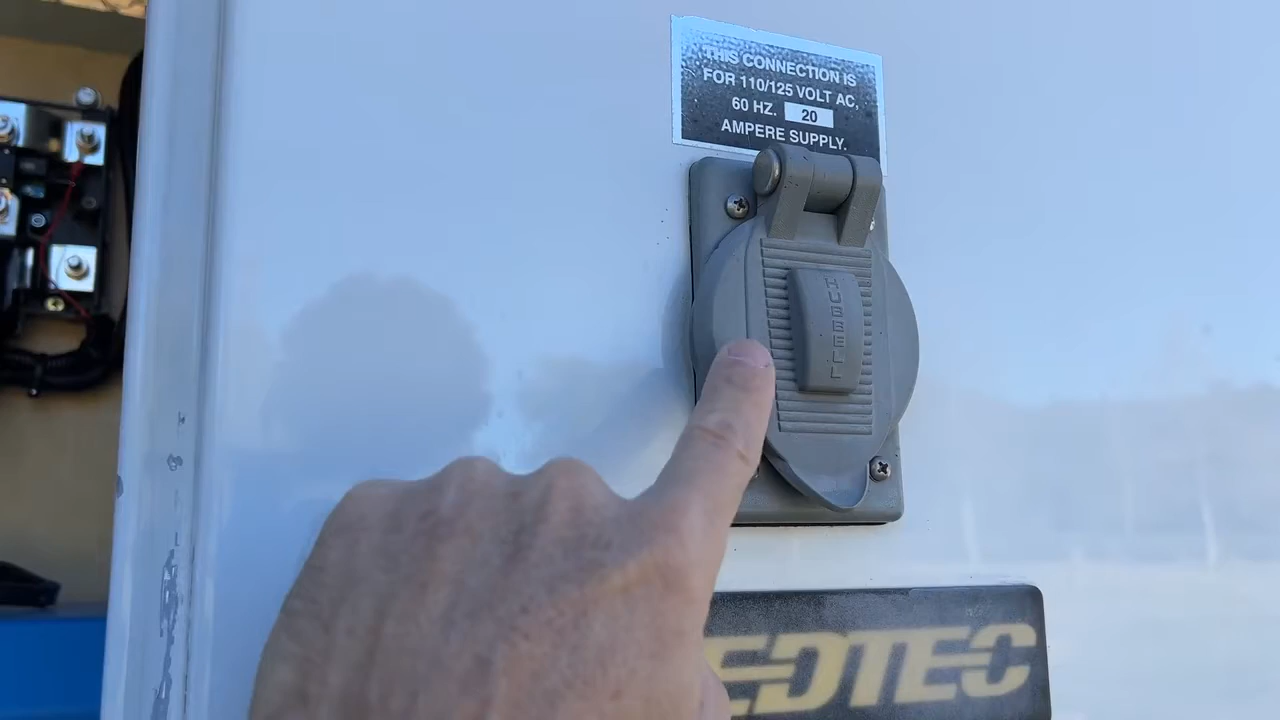 THIS CONNECTION IS
FOR 110/125 VOLT AC,
60 HZ. 20
AMPERE SUPPLY.
HUBBELL
EDTEC